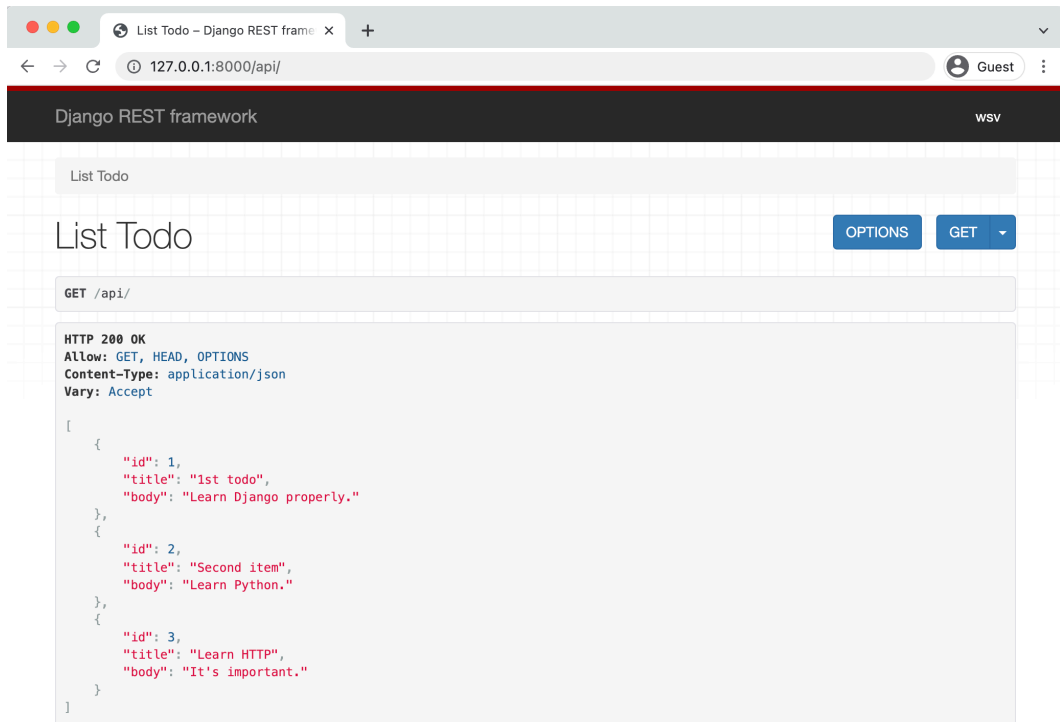 List Todo – Django REST frame
127.0.0.1:8000/api/
Guest
Django REST framework
wsv
List Todo
List Todo
OPTIONS
GET
GET /api/
HTTP 200 OK
Allow: GET, HEAD, OPTIONS
Content-Type: application/json
Vary: Accept
[
    {
        "id": 1,
        "title": "1st todo",
        "body": "Learn Django properly."
    },
    {
        "id": 2,
        "title": "Second item",
        "body": "Learn Python."
    },
    {
        "id": 3,
        "title": "Learn HTTP",
        "body": "It's important."
    }
]